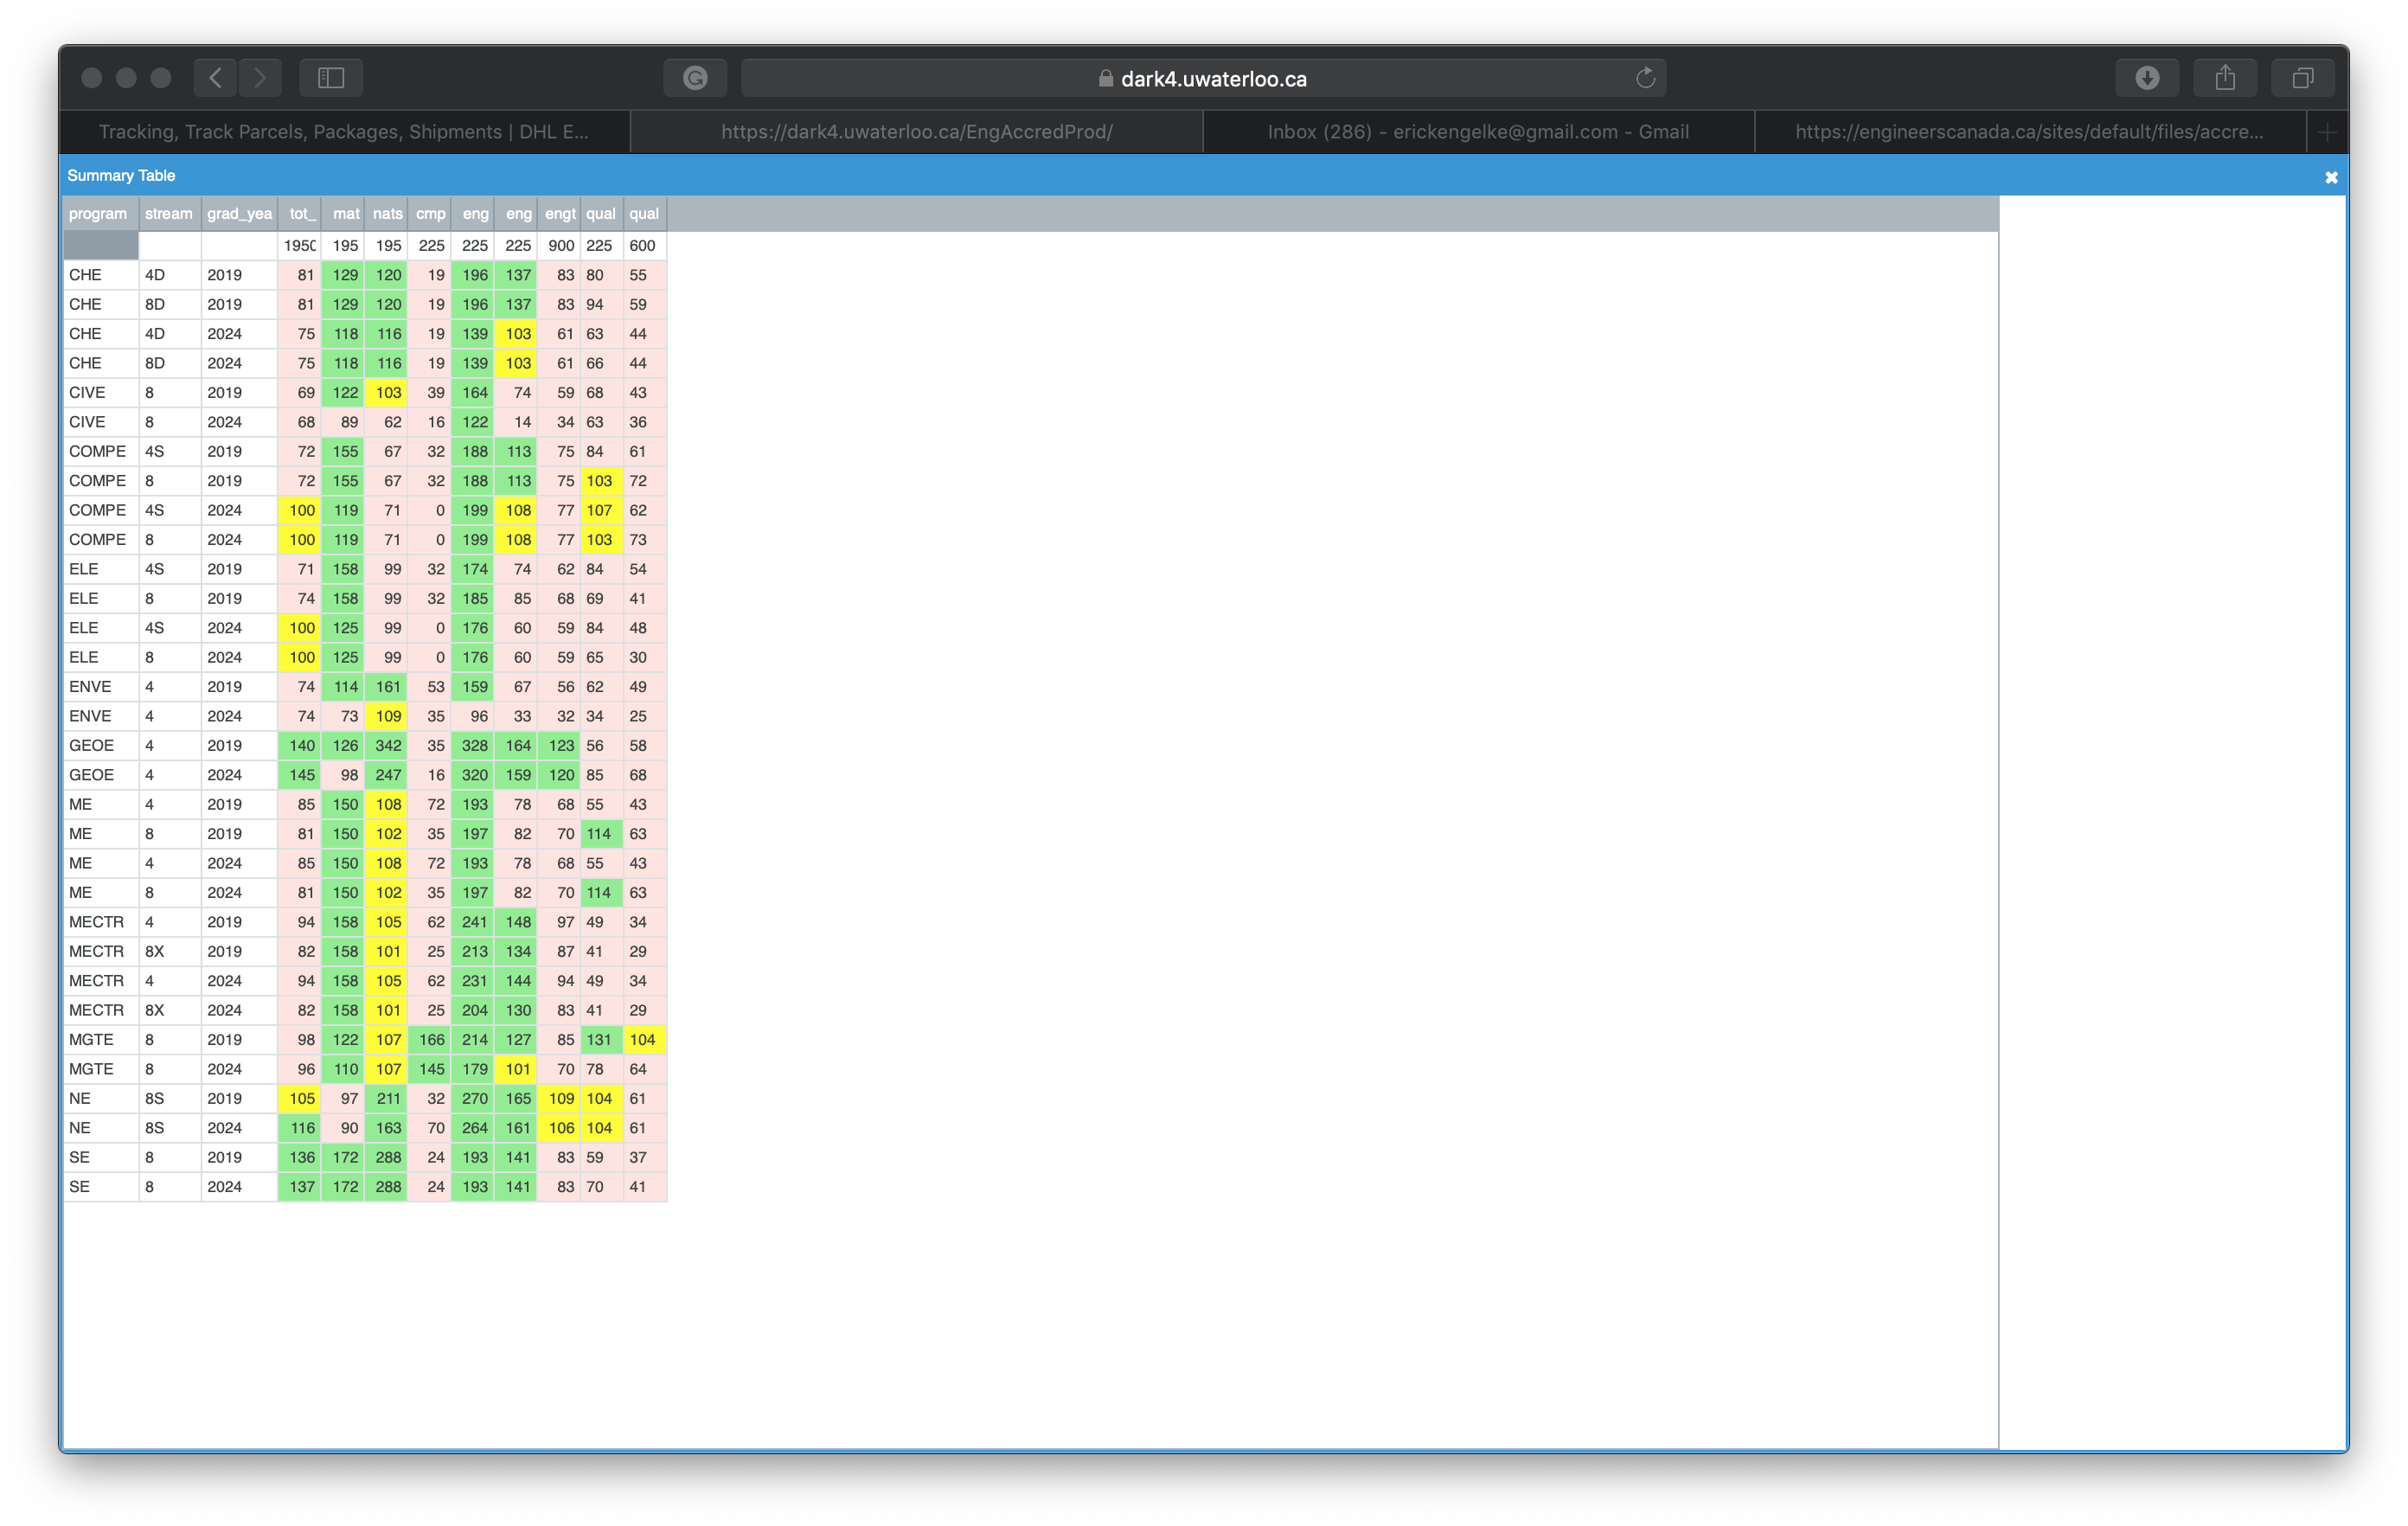 dark4.uwaterloo.ca
Tracking, Track Parcels, Packages, Shipments | DHL E... https://dark4.uwaterloo.ca/EngAccredProd/ Inbox (286) - erickengelke@gmail.com - Gmail https://engineerscanada.ca/sites/default/files/accre...
Summary Table
program stream grad_yea tot_ mat nats cmp eng eng engt qual qual
195 195 225 225 225 900 225 600
CHE 4D 2019 81 129 120 19 196 137 83 80 55
CHE 8D 2019 81 129 120 19 196 137 83 94 59
CHE 4D 2024 75 118 116 19 139 103 61 63 44
CHE 8D 2024 75 118 116 19 139 103 61 66 44
CIVE 8 2019 69 122 103 39 164 74 59 68 43
CIVE 8 2024 68 89 62 16 122 14 34 63 36
COMPE 4S 2019 72 155 67 32 188 113 75 84 61
COMPE 8 2019 72 155 67 32 188 113 75 103 72
COMPE 4S 2024 100 119 71 0 199 108 77 107 62
COMPE 8 2024 100 119 71 0 199 108 77 103 73
ELE 4S 2019 71 158 99 32 174 74 62 84 54
ELE 8 2019 74 158 99 32 185 85 68 69 41
ELE 4S 2024 100 125 99 0 176 60 59 84 48
ELE 8 2024 100 125 99 0 176 60 59 65 30
ENVE 4 2019 74 114 161 53 159 67 56 62 49
ENVE 4 2024 74 73 109 35 96 33 32 34 25
GEOE 4 2019 140 126 342 35 328 164 123 56 58
GEOE 4 2024 145 98 247 16 320 159 120 85 68
ME 4 2019 85 150 108 72 193 78 68 55 43
ME 8 2019 81 150 102 35 197 82 70 114 63
ME 4 2024 85 150 108 72 193 78 68 55 43
ME 8 2024 81 150 102 35 197 82 70 114 63
MECTR 4 2019 94 158 105 62 241 148 97 49 34
MECTR 8X 2019 82 158 101 25 213 134 87 41 29
MECTR 4 2024 94 158 105 62 231 144 94 49 34
MECTR 8X 2024 82 158 101 25 204 130 83 41 29
MGTE 8 2019 98 122 107 166 214 127 85 131 104
MGTE 8 2024 96 110 107 145 179 101 70 78 64
NE 8S 2019 105 97 211 32 270 165 109 104 61
NE 8S 2024 116 90 163 70 264 161 106 104 61
SE 8 2019 136 172 288 24 193 141 83 59 37
SE 8 2024 137 172 288 24 193 141 83 70 41